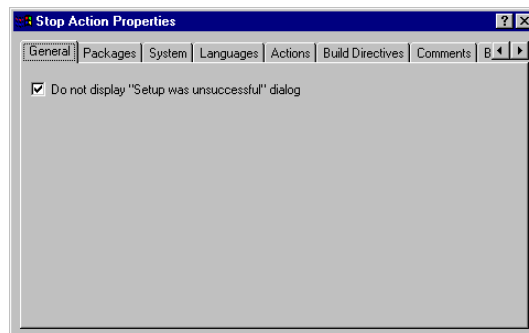 Stop Action Properties
General Packages System Languages Actions Build Directives Comments B
Do not display "Setup was unsuccessful" dialog